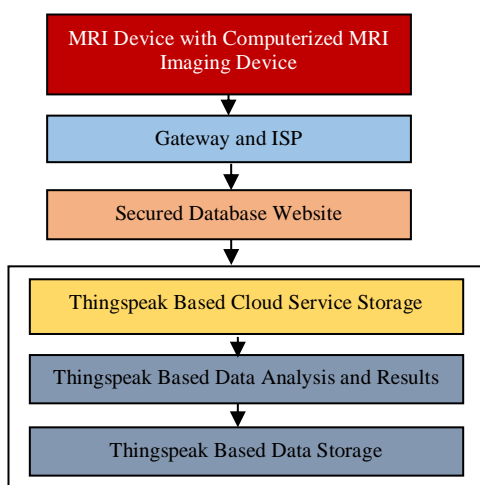 MRI Device with Computerized MRI
Imaging Device
Gateway and ISP
Secured Database Website
Thingspeak Based Cloud Service Storage
Thingspeak Based Data Analysis and Results
Thingspeak Based Data Storage